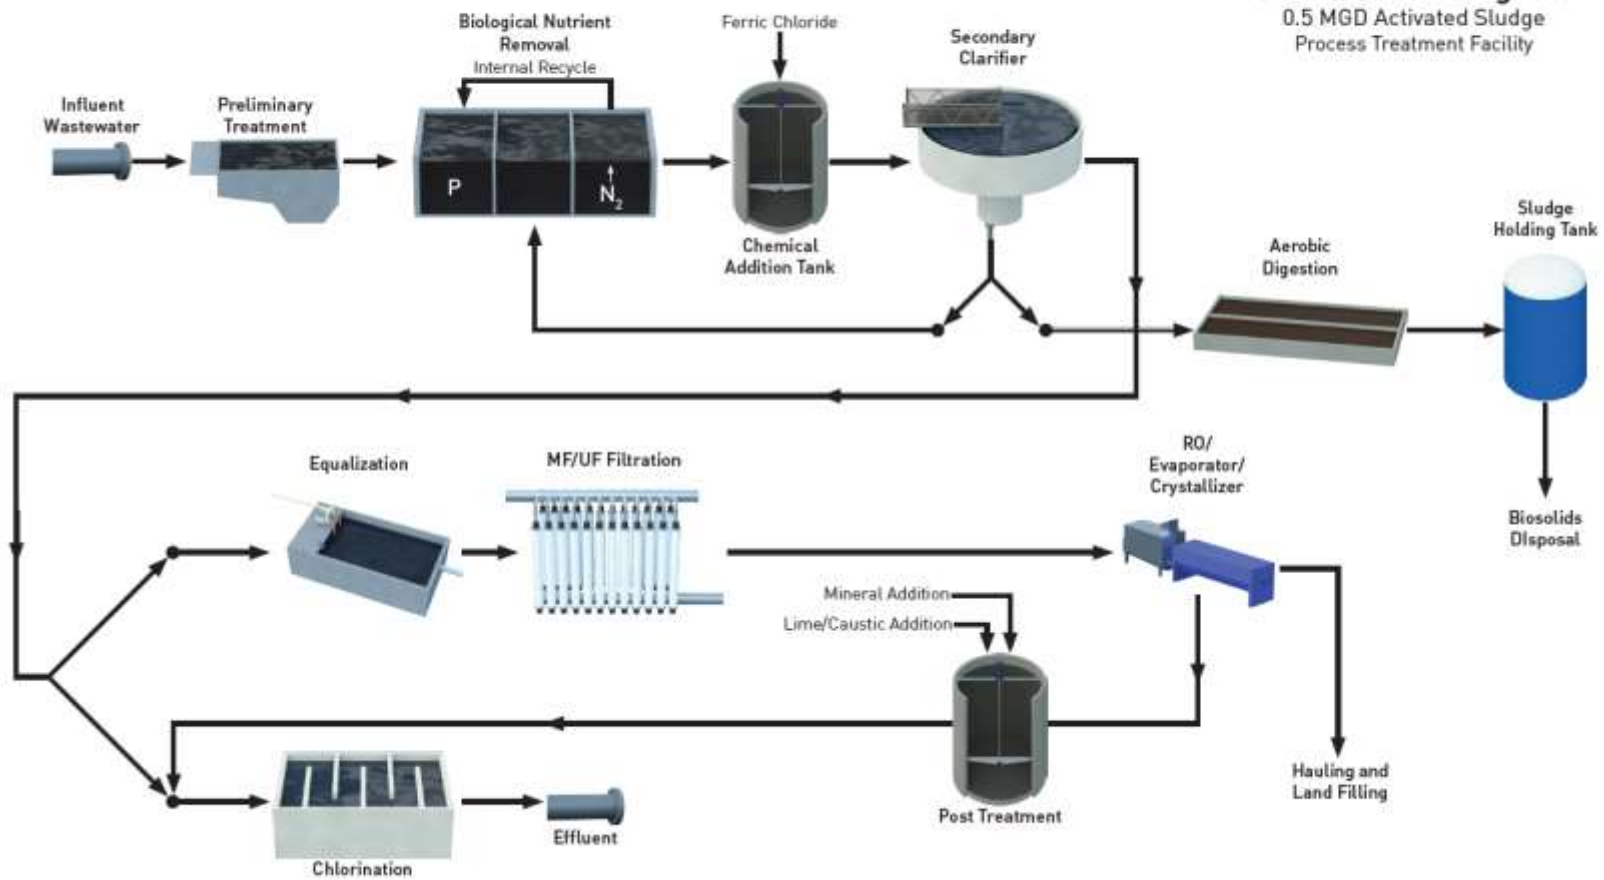 0.5 MGD Activated Sludge
Process Treatment Facility
Biological Nutrient
Removal
Internal Recycle
Ferric Chloride
Secondary
Clarifier
Influent
Wastewater
Preliminary
Treatment
P
N2
Chemical
Addition Tank
Aerobic
Digestion
Sludge
Holding Tank
Equalization
MF/UF Filtration
RO/
Evaporator/
Crystallizer
Biosolids
DIsposal
Mineral Addition
Lime/Caustic Addition
Post Treatment
Hauling and
Land Filling
Effluent
Chlorination